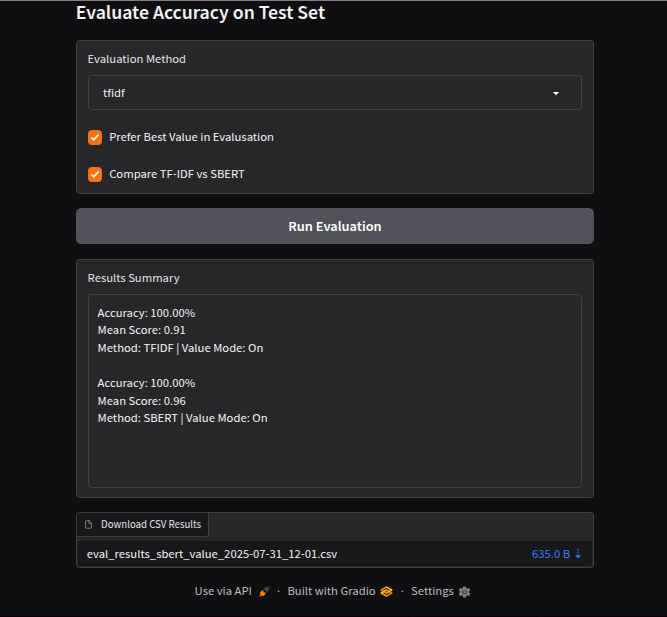 Evaluate Accuracy on Test Set
Evaluation Method
tfidf
Prefer Best Value in Evalusation
Compare TF-IDF vs SBERT
Run Evaluation
Results Summary
Accuracy: 100.00%
Mean Score: 0.91
Method: TFIDF | Value Mode: On
Accuracy: 100.00%
Mean Score: 0.96
Method: SBERT | Value Mode: On
Download CSV Results
eval_results_sbert_value_2025-07-31_12-01.csv 635.0 B ↓
Use via API · Built with Gradio · Settings